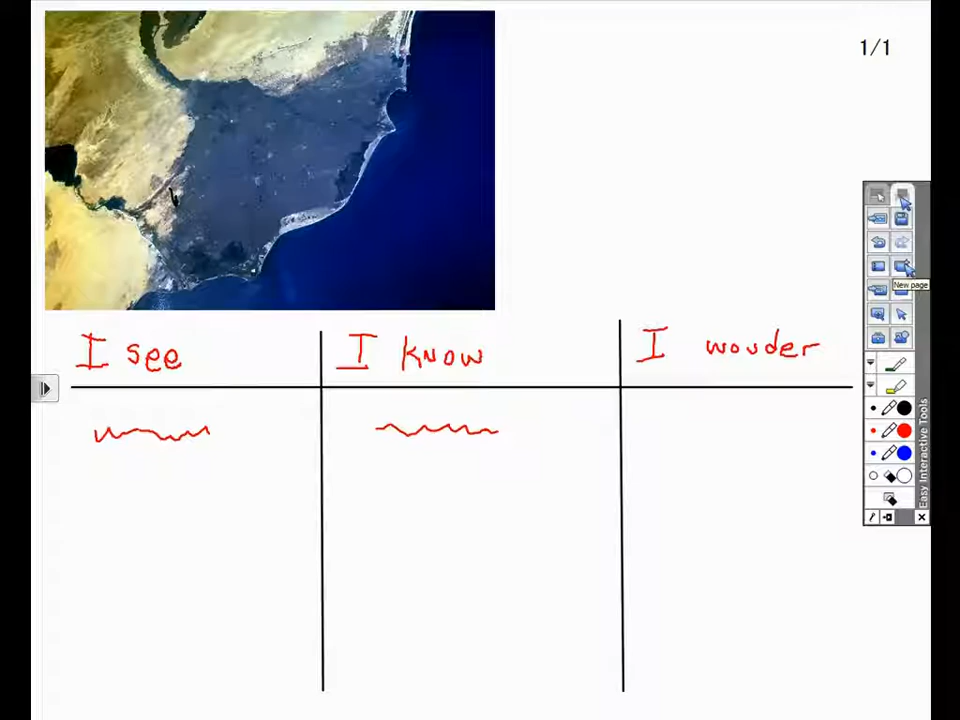 1/1
New page
I see
I know
I wonder
Easy Interactive Tools